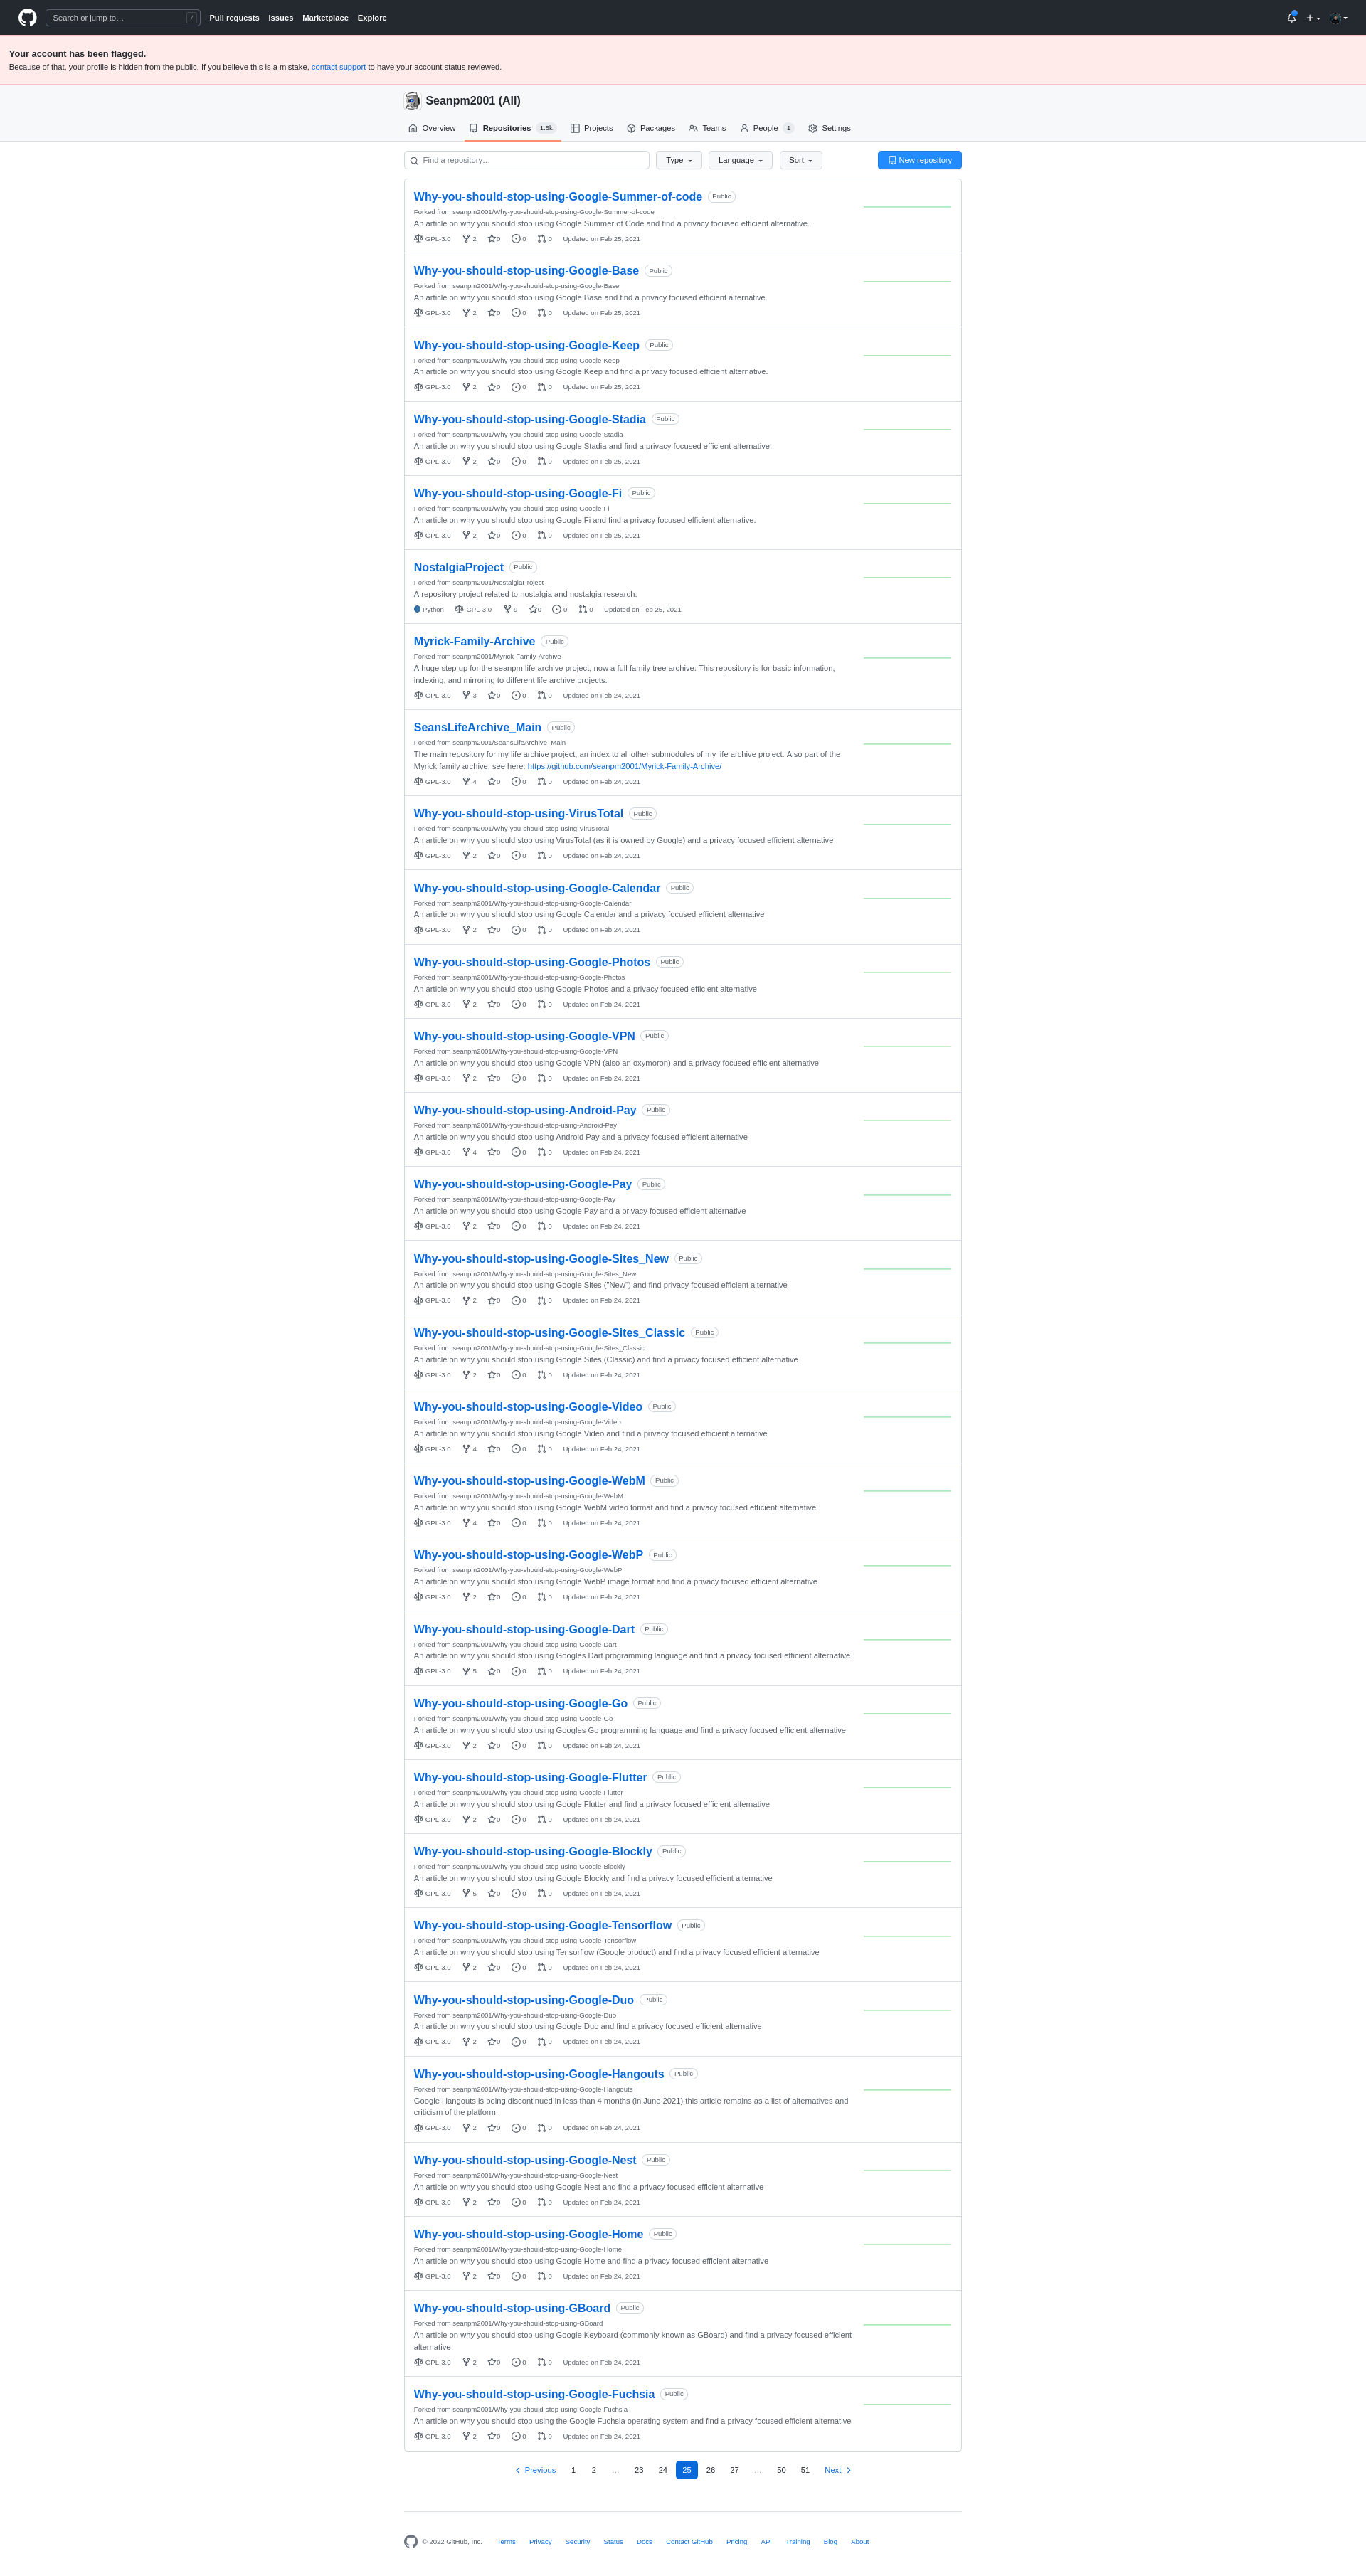 Search or jump to… /
Pull requests Issues Marketplace Explore
Your account has been flagged.
Because of that, your profile is hidden from the public. If you believe this is a mistake, contact support to have your account status reviewed.
Seanpm2001 (All)
Overview Repositories 1.5k Projects Packages Teams People 1 Settings
Find a repository… Type Language Sort New repository
Why-you-should-stop-using-Google-Summer-of-code Public
Forked from seanpm2001/Why-you-should-stop-using-Google-Summer-of-code
An article on why you should stop using Google Summer of Code and find a privacy focused efficient alternative.
GPL-3.0 2 0 0 0 Updated on Feb 25, 2021
Why-you-should-stop-using-Google-Base Public
Forked from seanpm2001/Why-you-should-stop-using-Google-Base
An article on why you should stop using Google Base and find a privacy focused efficient alternative.
GPL-3.0 2 0 0 0 Updated on Feb 25, 2021
Why-you-should-stop-using-Google-Keep Public
Forked from seanpm2001/Why-you-should-stop-using-Google-Keep
An article on why you should stop using Google Keep and find a privacy focused efficient alternative.
GPL-3.0 2 0 0 0 Updated on Feb 25, 2021
Why-you-should-stop-using-Google-Stadia Public
Forked from seanpm2001/Why-you-should-stop-using-Google-Stadia
An article on why you should stop using Google Stadia and find a privacy focused efficient alternative.
GPL-3.0 2 0 0 0 Updated on Feb 25, 2021
Why-you-should-stop-using-Google-Fi Public
Forked from seanpm2001/Why-you-should-stop-using-Google-Fi
An article on why you should stop using Google Fi and find a privacy focused efficient alternative.
GPL-3.0 2 0 0 0 Updated on Feb 25, 2021
NostalgiaProject Public
Forked from seanpm2001/NostalgiaProject
A repository project related to nostalgia and nostalgia research.
Python GPL-3.0 9 0 0 0 Updated on Feb 25, 2021
Myrick-Family-Archive Public
Forked from seanpm2001/Myrick-Family-Archive
A huge step up for the seanpm life archive project, now a full family tree archive. This repository is for basic information,
indexing, and mirroring to different life archive projects.
GPL-3.0 3 0 0 0 Updated on Feb 24, 2021
SeansLifeArchive_Main Public
Forked from seanpm2001/SeansLifeArchive_Main
The main repository for my life archive project, an index to all other submodules of my life archive project. Also part of the
Myrick family archive, see here: https://github.com/seanpm2001/Myrick-Family-Archive/
GPL-3.0 4 0 0 0 Updated on Feb 24, 2021
Why-you-should-stop-using-VirusTotal Public
Forked from seanpm2001/Why-you-should-stop-using-VirusTotal
An article on why you should stop using VirusTotal (as it is owned by Google) and a privacy focused efficient alternative
GPL-3.0 2 0 0 0 Updated on Feb 24, 2021
Why-you-should-stop-using-Google-Calendar Public
Forked from seanpm2001/Why-you-should-stop-using-Google-Calendar
An article on why you should stop using Google Calendar and a privacy focused efficient alternative
GPL-3.0 2 0 0 0 Updated on Feb 24, 2021
Why-you-should-stop-using-Google-Photos Public
Forked from seanpm2001/Why-you-should-stop-using-Google-Photos
An article on why you should stop using Google Photos and a privacy focused efficient alternative
GPL-3.0 2 0 0 0 Updated on Feb 24, 2021
Why-you-should-stop-using-Google-VPN Public
Forked from seanpm2001/Why-you-should-stop-using-Google-VPN
An article on why you should stop using Google VPN (also an oxymoron) and a privacy focused efficient alternative
GPL-3.0 2 0 0 0 Updated on Feb 24, 2021
Why-you-should-stop-using-Android-Pay Public
Forked from seanpm2001/Why-you-should-stop-using-Android-Pay
An article on why you should stop using Android Pay and a privacy focused efficient alternative
GPL-3.0 4 0 0 0 Updated on Feb 24, 2021
Why-you-should-stop-using-Google-Pay Public
Forked from seanpm2001/Why-you-should-stop-using-Google-Pay
An article on why you should stop using Google Pay and a privacy focused efficient alternative
GPL-3.0 2 0 0 0 Updated on Feb 24, 2021
Why-you-should-stop-using-Google-Sites_New Public
Forked from seanpm2001/Why-you-should-stop-using-Google-Sites_New
An article on why you should stop using Google Sites ("New") and find privacy focused efficient alternative
GPL-3.0 2 0 0 0 Updated on Feb 24, 2021
Why-you-should-stop-using-Google-Sites_Classic Public
Forked from seanpm2001/Why-you-should-stop-using-Google-Sites_Classic
An article on why you should stop using Google Sites (Classic) and find a privacy focused efficient alternative
GPL-3.0 2 0 0 0 Updated on Feb 24, 2021
Why-you-should-stop-using-Google-Video Public
Forked from seanpm2001/Why-you-should-stop-using-Google-Video
An article on why you should stop using Google Video and find a privacy focused efficient alternative
GPL-3.0 4 0 0 0 Updated on Feb 24, 2021
Why-you-should-stop-using-Google-WebM Public
Forked from seanpm2001/Why-you-should-stop-using-Google-WebM
An article on why you should stop using Google WebM video format and find a privacy focused efficient alternative
GPL-3.0 4 0 0 0 Updated on Feb 24, 2021
Why-you-should-stop-using-Google-WebP Public
Forked from seanpm2001/Why-you-should-stop-using-Google-WebP
An article on why you should stop using Google WebP image format and find a privacy focused efficient alternative
GPL-3.0 2 0 0 0 Updated on Feb 24, 2021
Why-you-should-stop-using-Google-Dart Public
Forked from seanpm2001/Why-you-should-stop-using-Google-Dart
An article on why you should stop using Googles Dart programming language and find a privacy focused efficient alternative
GPL-3.0 5 0 0 0 Updated on Feb 24, 2021
Why-you-should-stop-using-Google-Go Public
Forked from seanpm2001/Why-you-should-stop-using-Google-Go
An article on why you should stop using Googles Go programming language and find a privacy focused efficient alternative
GPL-3.0 2 0 0 0 Updated on Feb 24, 2021
Why-you-should-stop-using-Google-Flutter Public
Forked from seanpm2001/Why-you-should-stop-using-Google-Flutter
An article on why you should stop using Google Flutter and find a privacy focused efficient alternative
GPL-3.0 2 0 0 0 Updated on Feb 24, 2021
Why-you-should-stop-using-Google-Blockly Public
Forked from seanpm2001/Why-you-should-stop-using-Google-Blockly
An article on why you should stop using Google Blockly and find a privacy focused efficient alternative
GPL-3.0 5 0 0 0 Updated on Feb 24, 2021
Why-you-should-stop-using-Google-Tensorflow Public
Forked from seanpm2001/Why-you-should-stop-using-Google-Tensorflow
An article on why you should stop using Tensorflow (Google product) and find a privacy focused efficient alternative
GPL-3.0 2 0 0 0 Updated on Feb 24, 2021
Why-you-should-stop-using-Google-Duo Public
Forked from seanpm2001/Why-you-should-stop-using-Google-Duo
An article on why you should stop using Google Duo and find a privacy focused efficient alternative
GPL-3.0 2 0 0 0 Updated on Feb 24, 2021
Why-you-should-stop-using-Google-Hangouts Public
Forked from seanpm2001/Why-you-should-stop-using-Google-Hangouts
Google Hangouts is being discontinued in less than 4 months (in June 2021) this article remains as a list of alternatives and
criticism of the platform.
GPL-3.0 2 0 0 0 Updated on Feb 24, 2021
Why-you-should-stop-using-Google-Nest Public
Forked from seanpm2001/Why-you-should-stop-using-Google-Nest
An article on why you should stop using Google Nest and find a privacy focused efficient alternative
GPL-3.0 2 0 0 0 Updated on Feb 24, 2021
Why-you-should-stop-using-Google-Home Public
Forked from seanpm2001/Why-you-should-stop-using-Google-Home
An article on why you should stop using Google Home and find a privacy focused efficient alternative
GPL-3.0 2 0 0 0 Updated on Feb 24, 2021
Why-you-should-stop-using-GBoard Public
Forked from seanpm2001/Why-you-should-stop-using-GBoard
An article on why you should stop using Google Keyboard (commonly known as GBoard) and find a privacy focused efficient
alternative
GPL-3.0 2 0 0 0 Updated on Feb 24, 2021
Why-you-should-stop-using-Google-Fuchsia Public
Forked from seanpm2001/Why-you-should-stop-using-Google-Fuchsia
An article on why you should stop using the Google Fuchsia operating system and find a privacy focused efficient alternative
GPL-3.0 2 0 0 0 Updated on Feb 24, 2021
Previous 1 2 … 23 24 25 26 27 … 50 51 Next
© 2022 GitHub, Inc. Terms Privacy Security Status Docs Contact GitHub Pricing API Training Blog About